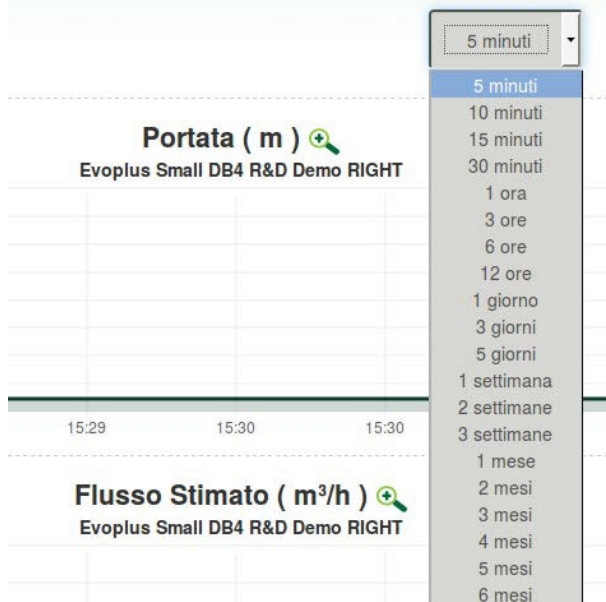 5 minuti
5 minuti
10 minuti
15 minuti
30 minuti
1 ora
3 ore
6 ore
12 ore
1 giorno
3 giorni
5 giorni
1 settimana
2 settimane
3 settimane
1 mese
2 mesi
3 mesi
4 mesi
5 mesi
6 mesi
Portata ( m )
Evoplus Small DB4 R&D Demo RIGHT
15:29 15:30 15:30
Flusso Stimato ( m³/h )
Evoplus Small DB4 R&D Demo RIGHT